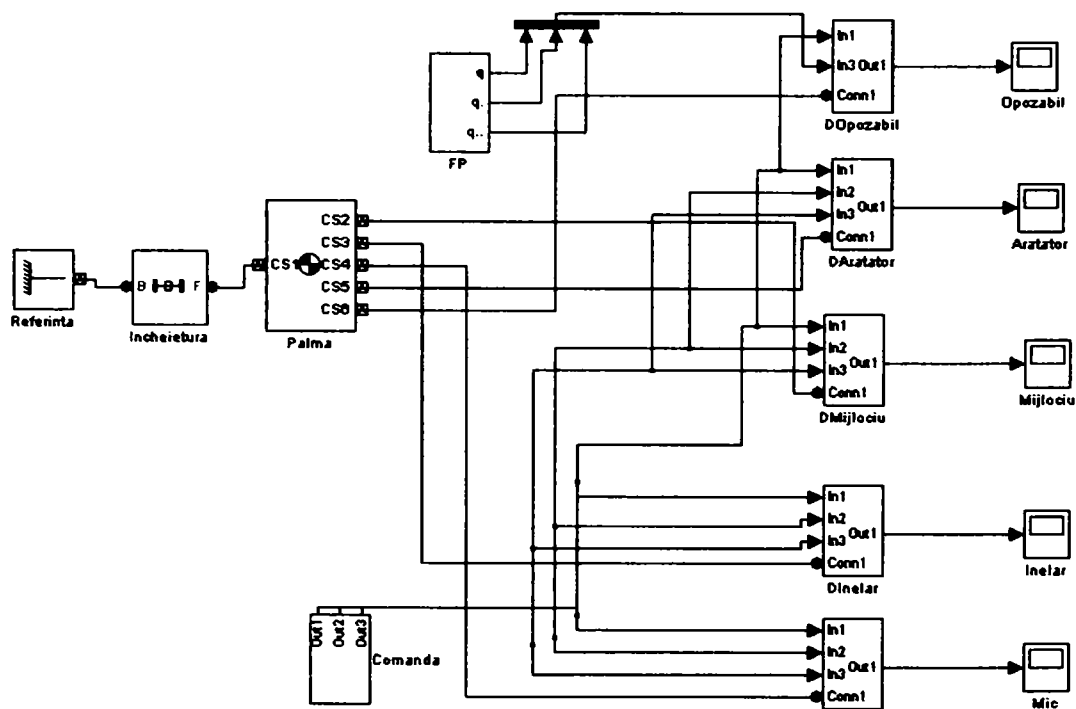 q
q.
q..
FP
In1
In3
Out1
Conn1
DOpozabil
Opozabil
In1
In2
In3
Out1
Conn1
DAratator
Aratator
CS1
CS2
CS3
CS4
CS5
CS6
Palma
Referinta
B
F
Incheietura
In1
In2
In3
Out1
Conn1
DMijlociu
Mijlociu
In1
In2
In3
Out1
Conn1
DInelar
Inelar
Out1
Out2
Out3
Comanda
In1
In2
In3
Out1
Conn1
Mic